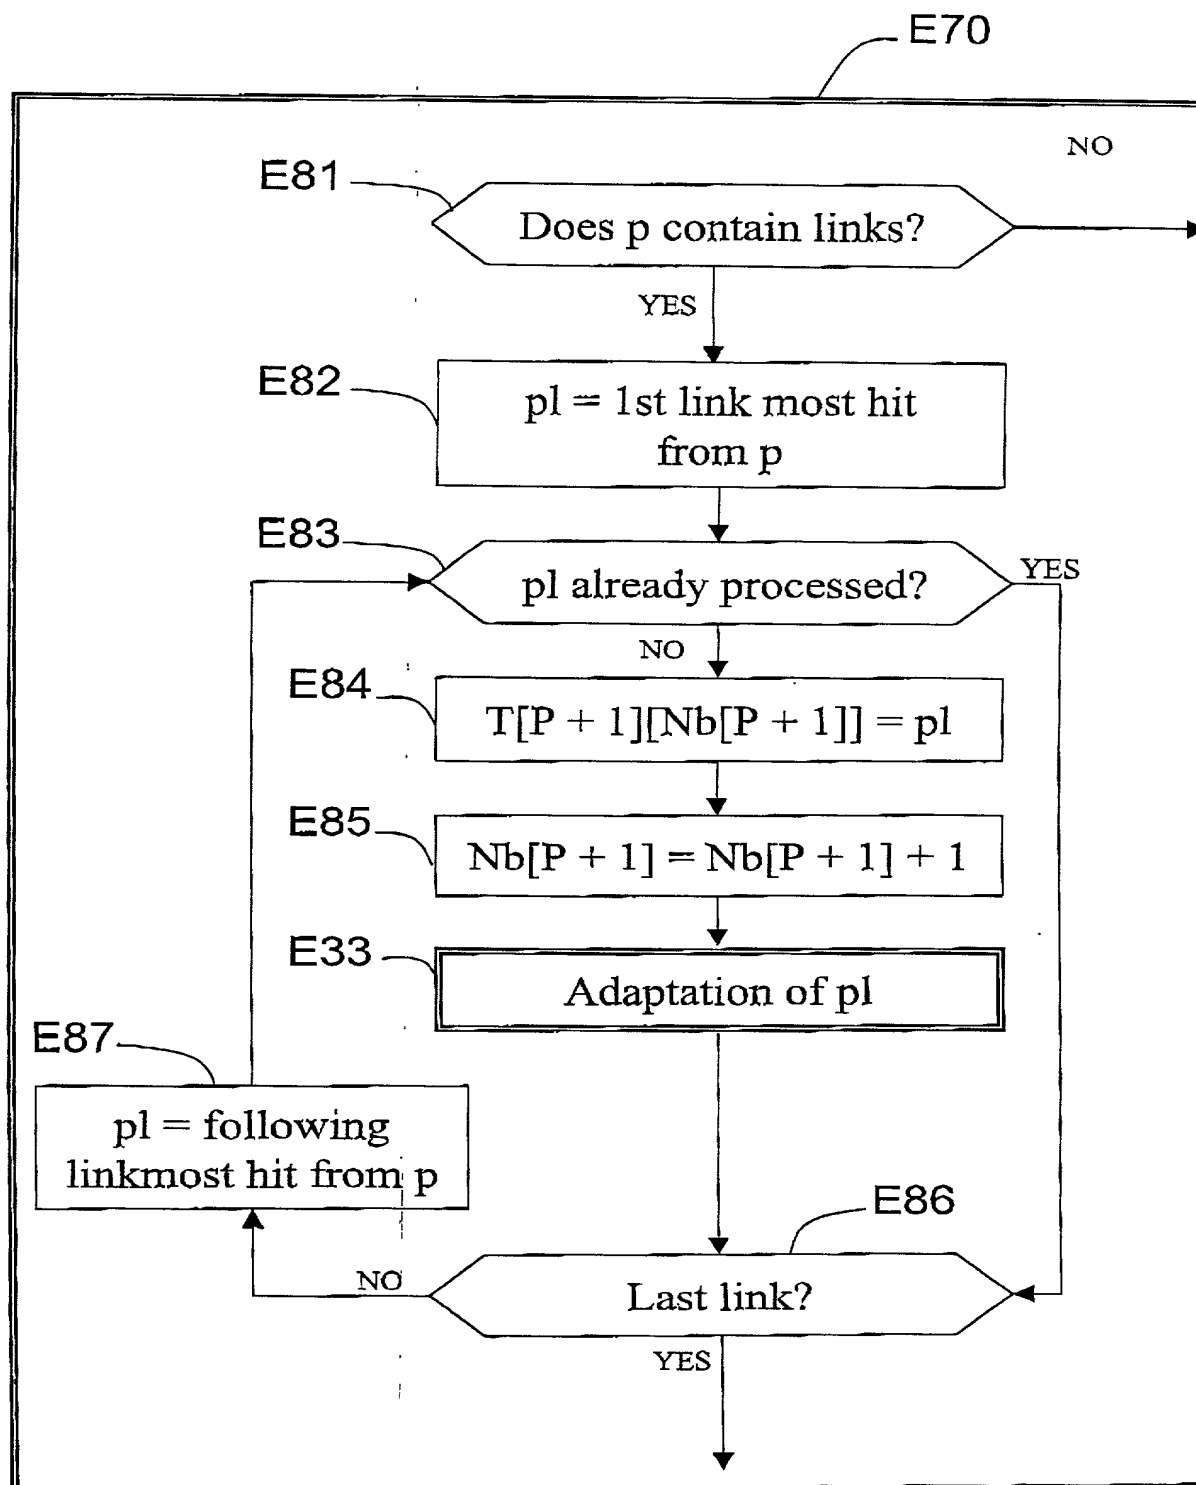 E70
NO
E81
Does p contain links?
YES
E82
pl = 1st link most hit
from p
E83
pl already processed?
YES
NO
E84
T[P + 1][Nb[P + 1]] = pl
E85
Nb[P + 1] = Nb[P + 1] + 1
E33
Adaptation of pl
E87
pl = following
linkmost hit from p
E86
NO
Last link?
YES